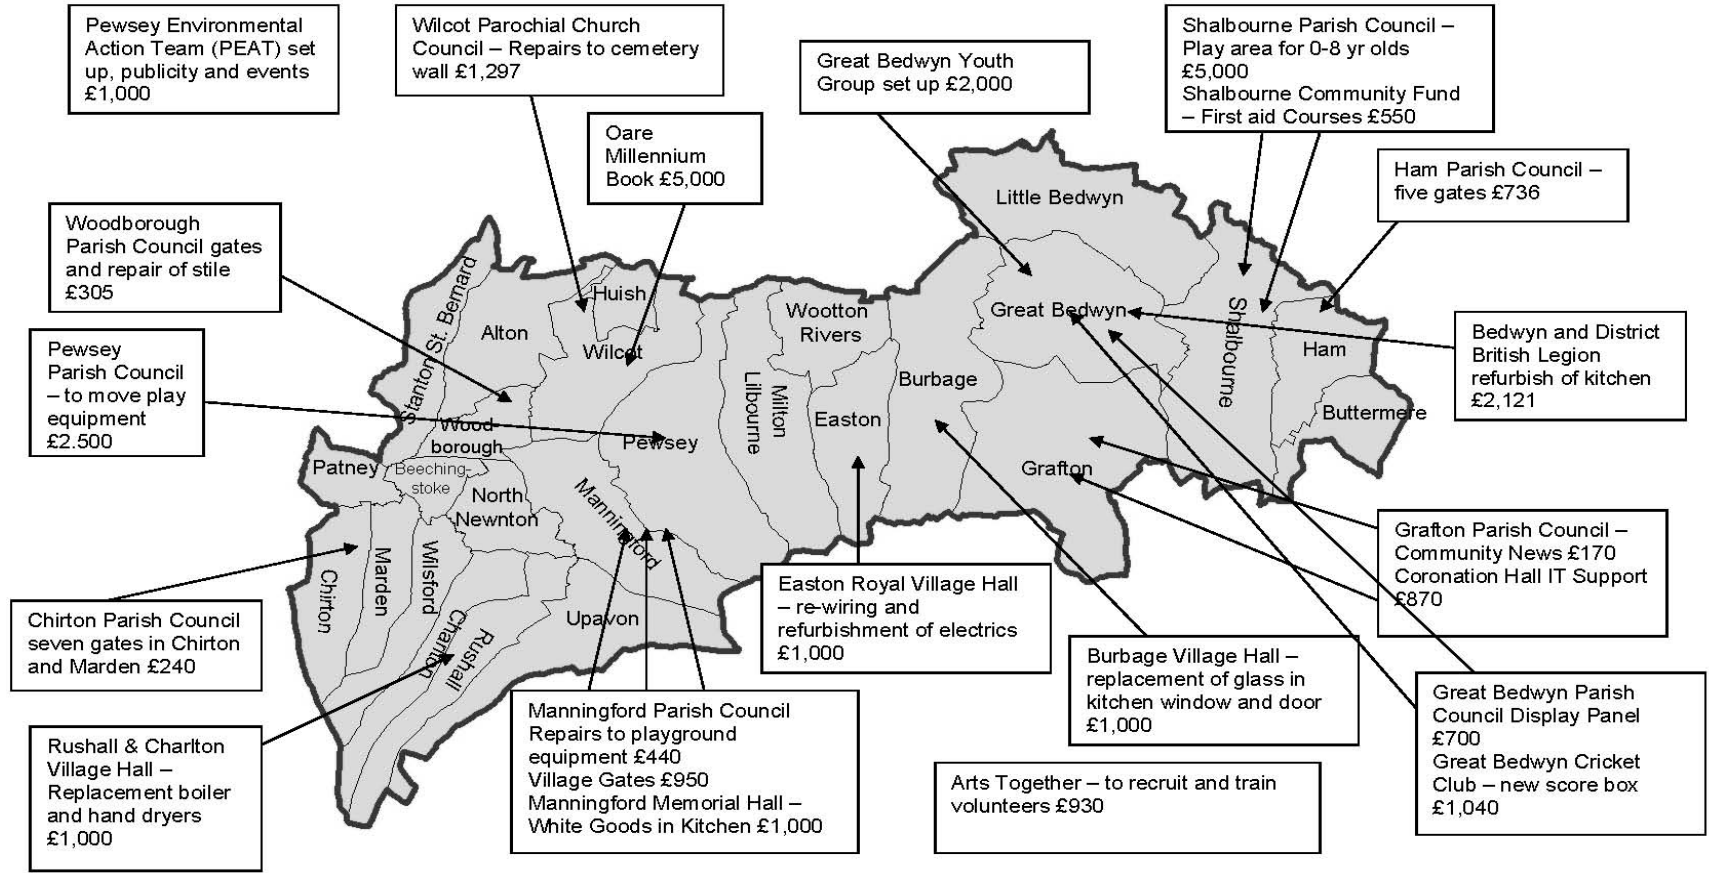 Pewsey Environmental
Action Team (PEAT) set
up, publicity and events
£1,000
Wilcot Parochial Church
Council – Repairs to cemetery
wall £1,297
Oare
Millennium
Book £5,000
Great Bedwyn Youth
Group set up £2,000
Shalbourne Parish Council –
Play area for 0-8 yr olds
£5,000
Shalbourne Community Fund
– First aid Courses £550
Ham Parish Council –
five gates £736
Woodborough
Parish Council gates
and repair of stile
£305
Pewsey
Parish Council
– to move play
equipment
£2.500
Bedwyn and District
British Legion
refurbish of kitchen
£2,121
Little Bedwyn
Huish
Alton
Stanton St. Bernard
Wilcot
Wootton
Rivers
Great Bedwyn
Shalbourne
Ham
Buttermere
Burbage
Milton
Lilbourne
Easton
Wood-
borough
Pewsey
Grafton
Patney
Beeching-
stoke
North
Newnton
Manningford
Chirton
Marden
Wilsford
Charlton
Rushall
Upavon
Chirton Parish Council
seven gates in Chirton
and Marden £240
Rushall & Charlton
Village Hall –
Replacement boiler
and hand dryers
£1,000
Manningford Parish Council
Repairs to playground
equipment £440
Village Gates £950
Manningford Memorial Hall –
White Goods in Kitchen £1,000
Easton Royal Village Hall
– re-wiring and
refurbishment of electrics
£1,000
Burbage Village Hall –
replacement of glass in
kitchen window and door
£1,000
Grafton Parish Council –
Community News £170
Coronation Hall IT Support
£870
Great Bedwyn Parish
Council Display Panel
£700
Great Bedwyn Cricket
Club – new score box
£1,040
Arts Together – to recruit and train
volunteers £930